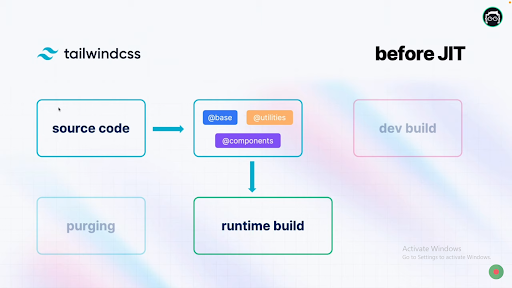 tailwindcss
before JIT
source code
@base
@utilities
@components
dev build
purging
runtime build
Activate Windows
Go to Settings to activate Windows.